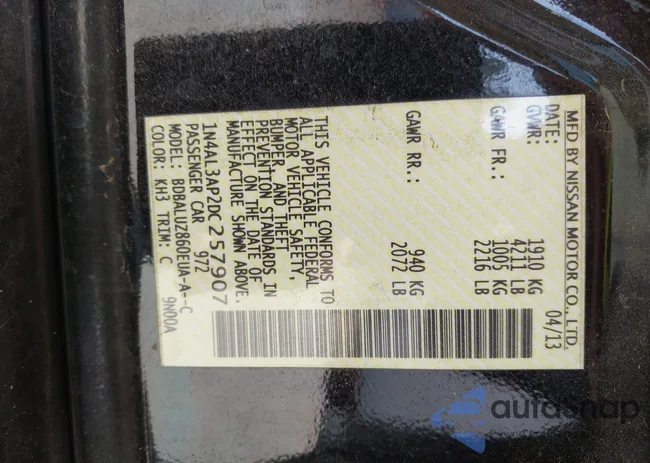 MFD BY NISSAN MOTOR CO., LTD.
DATE: 04/13
GVWR: 1910 KG
4211 LB
GAWR FR.: 1005 KG
2216 LB
GAWR RR.: 940 KG
2072 LB
THIS VEHICLE CONFORMS TO
ALL APPLICABLE FEDERAL
MOTOR VEHICLE SAFETY,
BUMPER AND THEFT
PREVENTION STANDARDS IN
EFFECT ON THE DATE OF
MANUFACTURE SHOWN ABOVE.
1N4AL3AP2DC257907
PASSENGER CAR 972
MODEL: BDBALUZ860EUA-A--C
COLOR: KH3 TRIM: C 9N00A
autosnap